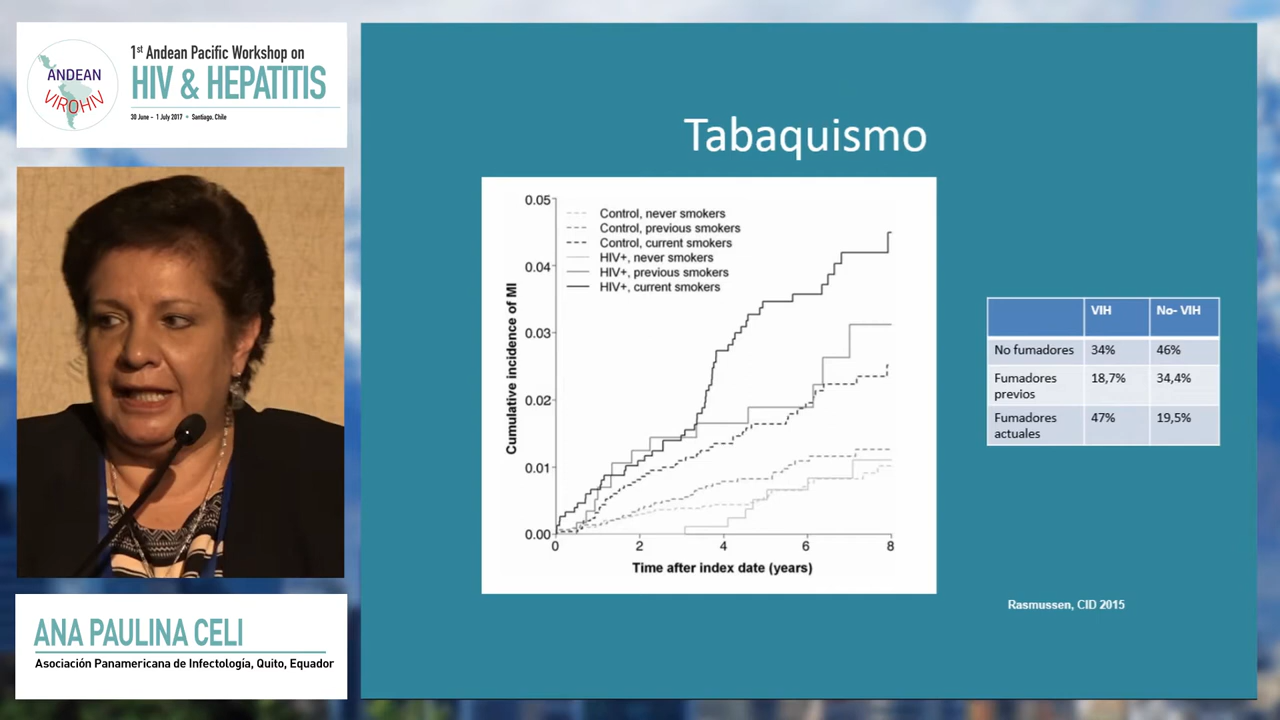 1st Andean Pacific Workshop on
HIV & HEPATITIS
30 June - 1 July 2017 • Santiago, Chile
ANDEAN
VIROHIV
Tabaquismo
0.05
0.04
0.03
0.02
0.01
0.00
Cumulative incidence of MI
Control, never smokers
Control, previous smokers
Control, current smokers
HIV+, never smokers
HIV+, previous smokers
HIV+, current smokers
0 2 4 6 8
Time after index date (years)
VIH No- VIH
No fumadores 34% 46%
Fumadores previos 18,7% 34,4%
Fumadores actuales 47% 19,5%
Rasmussen, CID 2015
ANA PAULINA CELI
Asociación Panamericana de Infectología, Quito, Equador